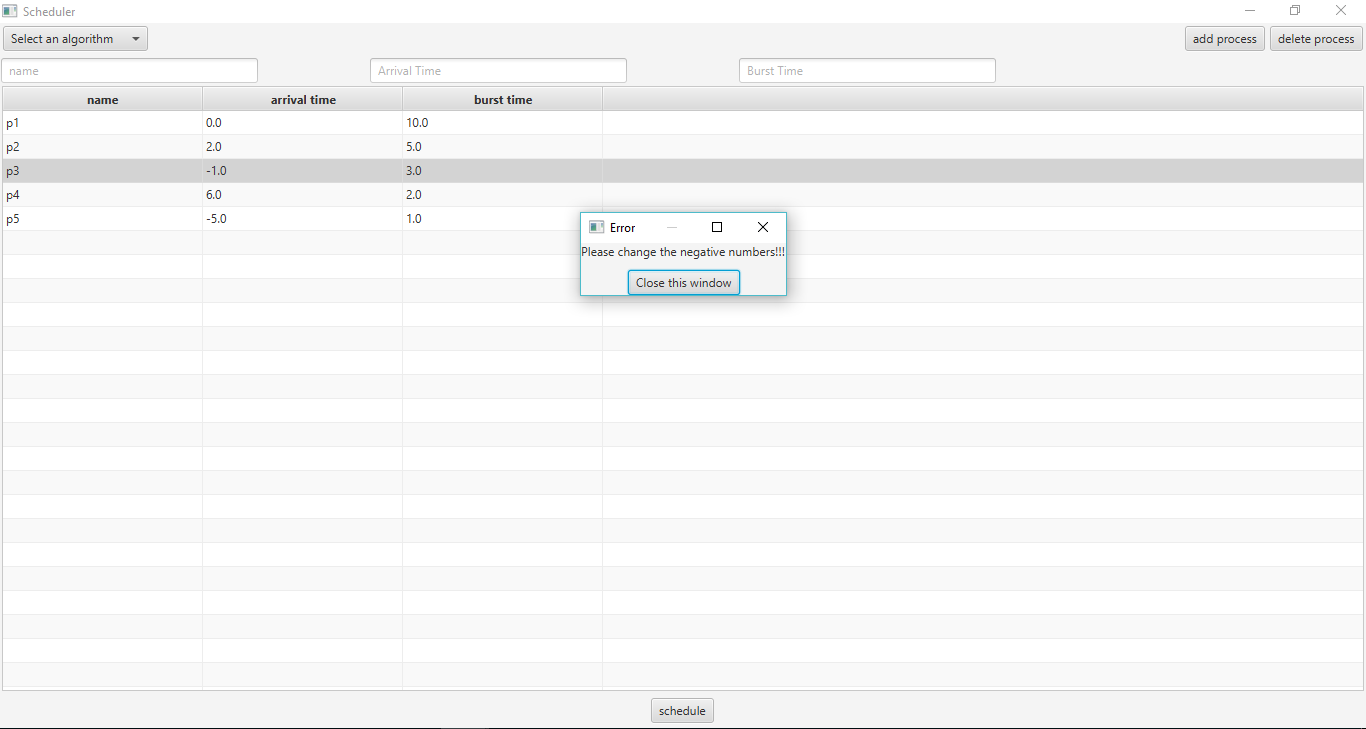 Scheduler
Select an algorithm
add process
delete process
name
Arrival Time
Burst Time
name arrival time burst time
p1 0.0 10.0
p2 2.0 5.0
p3 -1.0 3.0
p4 6.0 2.0
p5 -5.0 1.0
Error
Please change the negative numbers!!!
Close this window
schedule